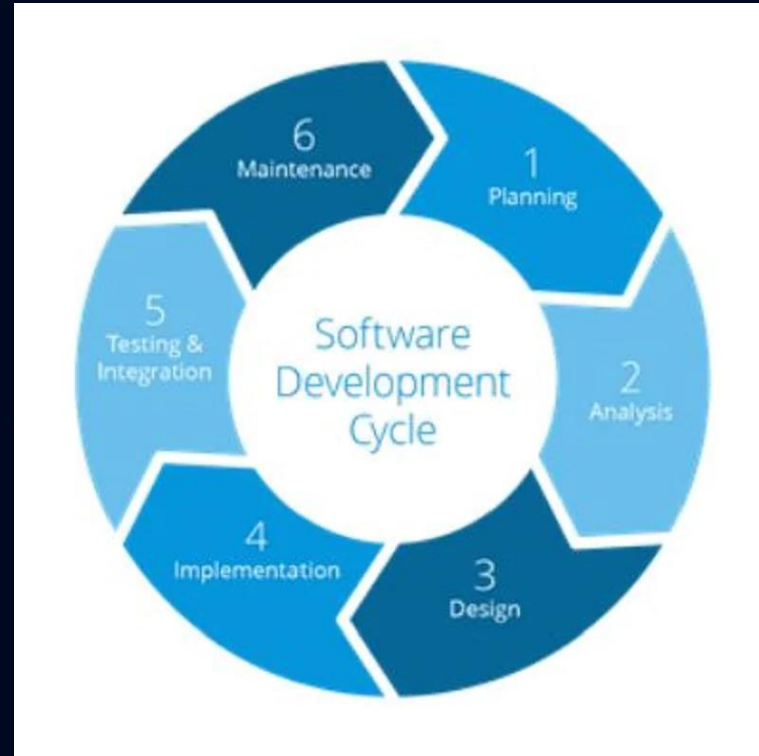 Software
Development
Cycle
1
Planning
2
Analysis
3
Design
4
Implementation
5
Testing &
Integration
6
Maintenance